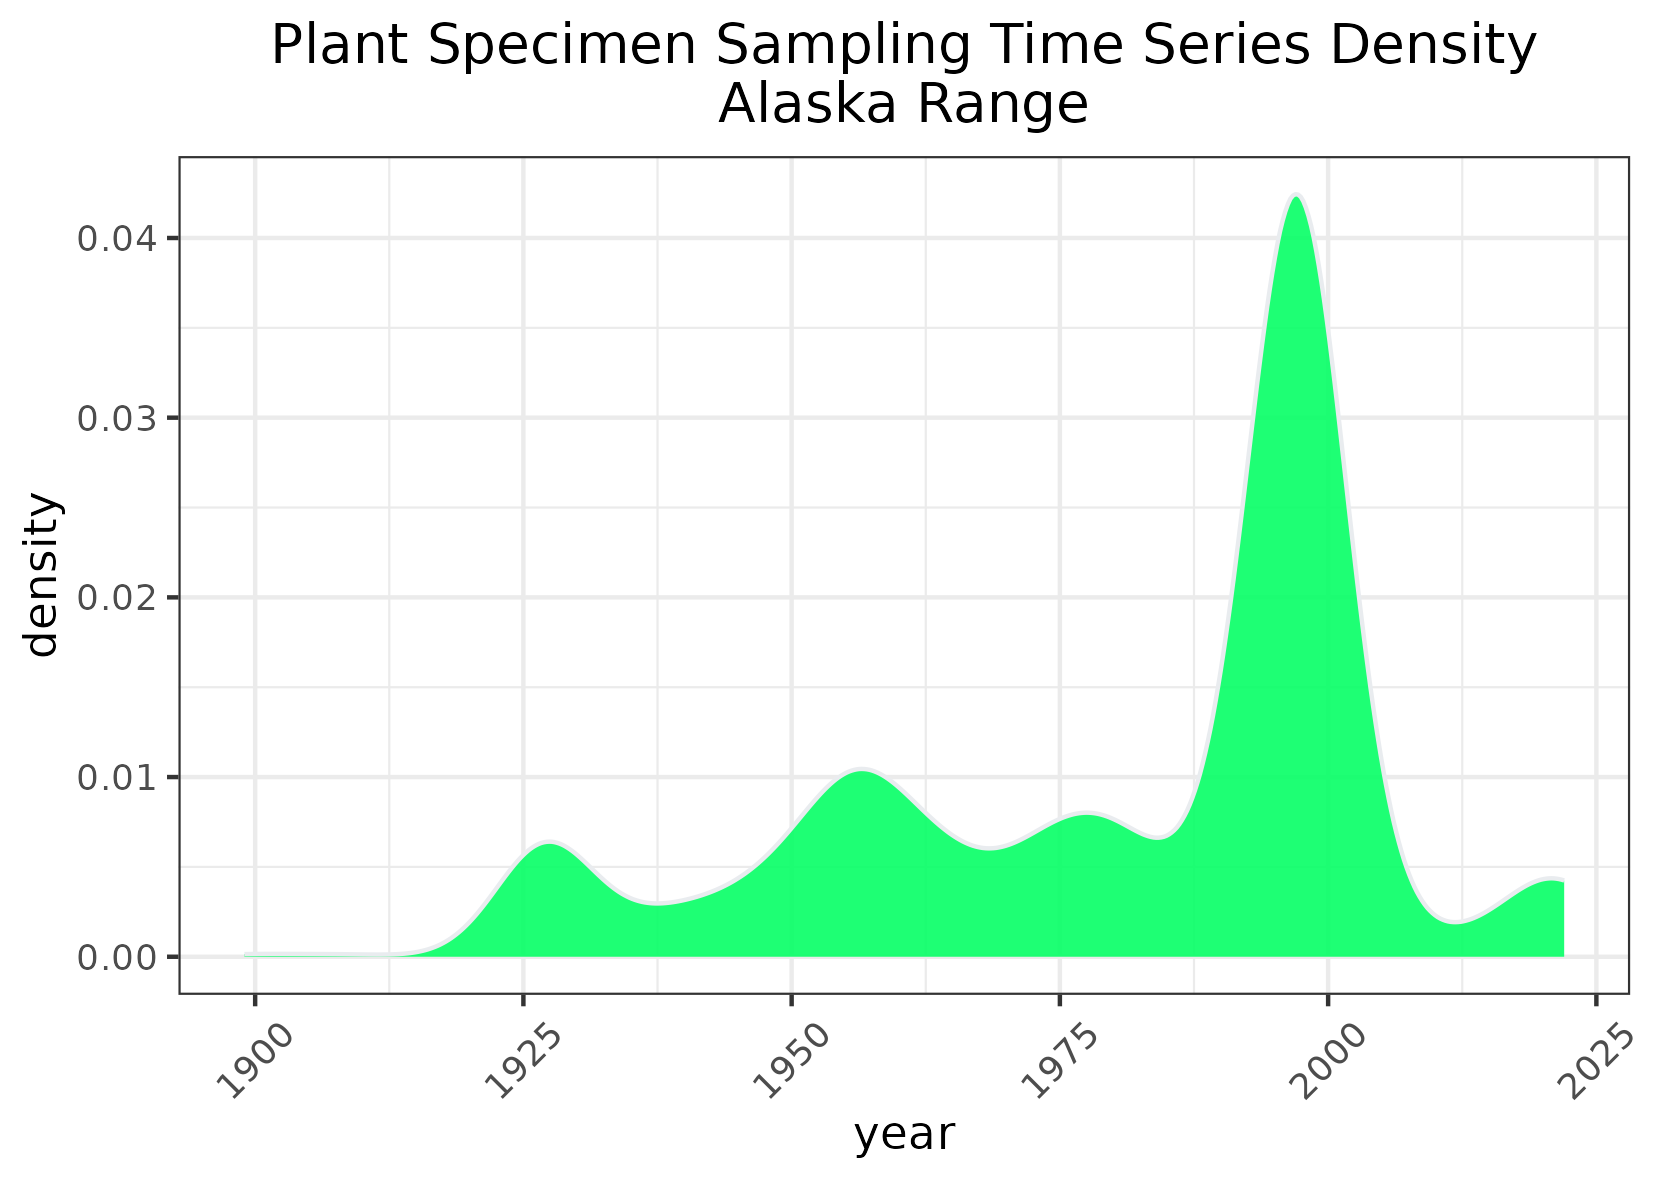 Plant Specimen Sampling Time Series Density
Alaska Range
density
0.04
0.03
0.02
0.01
0.00
1900
1925
1950
1975
2000
2025
year